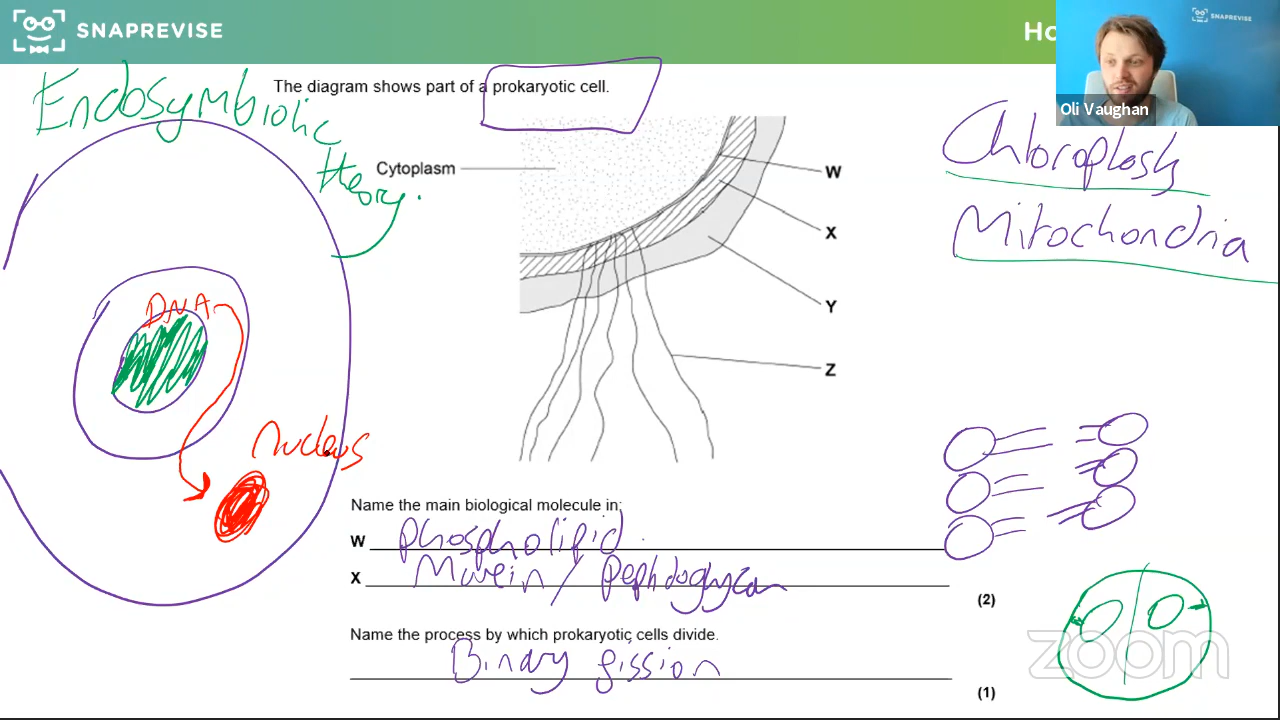 SNAPREVISE
Ho
SNAPREVISE
Oli Vaughan
Endosymbiotic
theory.
The diagram shows part of a prokaryotic cell.
Chloroplasts
Mitochondria
Cytoplasm
W
X
Y
Z
DNA
nucleus
Name the main biological molecule in:
W phospholipid
X Murein / peptidoglycan
(2)
Name the process by which prokaryotic cells divide.
Binary fission
(1)
zoom